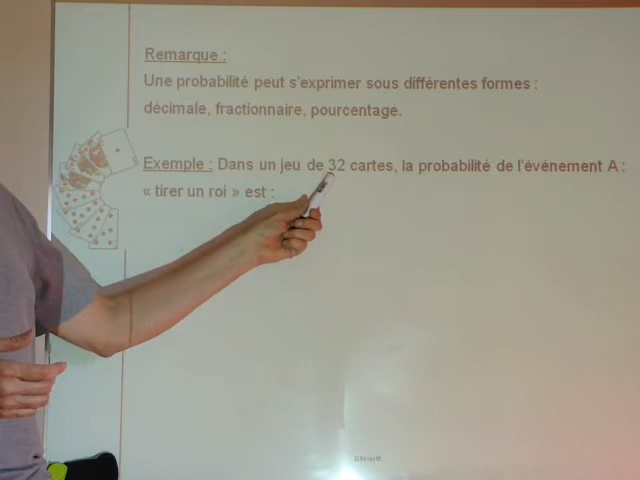 Remarque :
Une probabilité peut s'exprimer sous différentes formes :
décimale, fractionnaire, pourcentage.
Exemple : Dans un jeu de 32 cartes, la probabilité de l'événement A :
« tirer un roi » est :